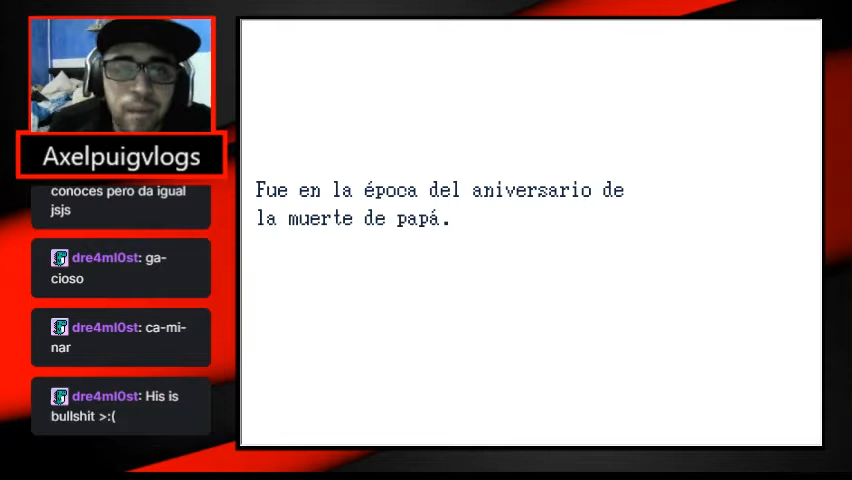 Axelpuigvlogs
conoces pero da igual
jsjs
dre4ml0st: ga-
cioso
dre4ml0st: ca-mi-
nar
dre4ml0st: His is
bullshit >:(
Fue en la época del aniversario de
la muerte de papá.